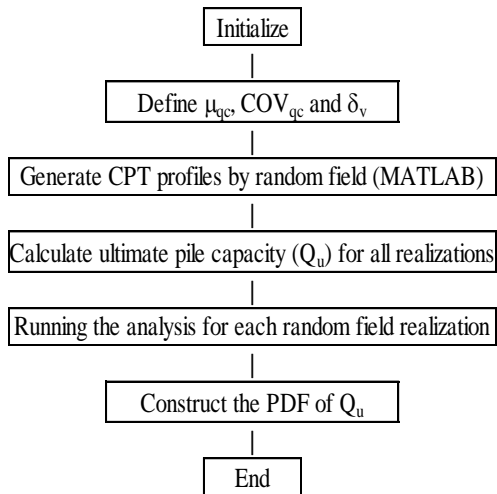 Initialize
Define μqc, COVqc and δv
Generate CPT profiles by random field (MATLAB)
Calculate ultimate pile capacity (Qu) for all realizations
Running the analysis for each random field realization
Construct the PDF of Qu
End